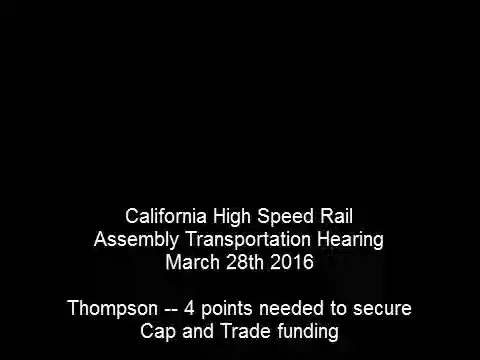 California High Speed Rail
Assembly Transportation Hearing
March 28th 2016
Thompson -- 4 points needed to secure
Cap and Trade funding